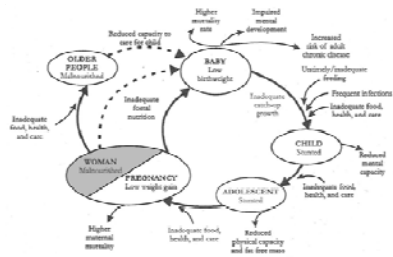 Higher
mortality
rate
Impaired
mental
development
Reduced capacity to
care for child
OLDER
PEOPLE
Malnourished
BABY
Low
birthweight
Increased
risk of adult
chronic disease
Untimely/inadequate
feeding
Frequent infections
Inadequate food,
health, and care
Inadequate
catch-up
growth
Inadequate
foetal
nutrition
Inadequate
food, health,
and care
CHILD
Stunted
Reduced
mental
capacity
WOMAN
Malnourished
PREGNANCY
Low weight gain
ADOLESCENT
Stunted
Inadequate food,
health, and care
Higher
maternal
mortality
Inadequate
food, health,
and care
Reduced
physical capacity
and fat free mass